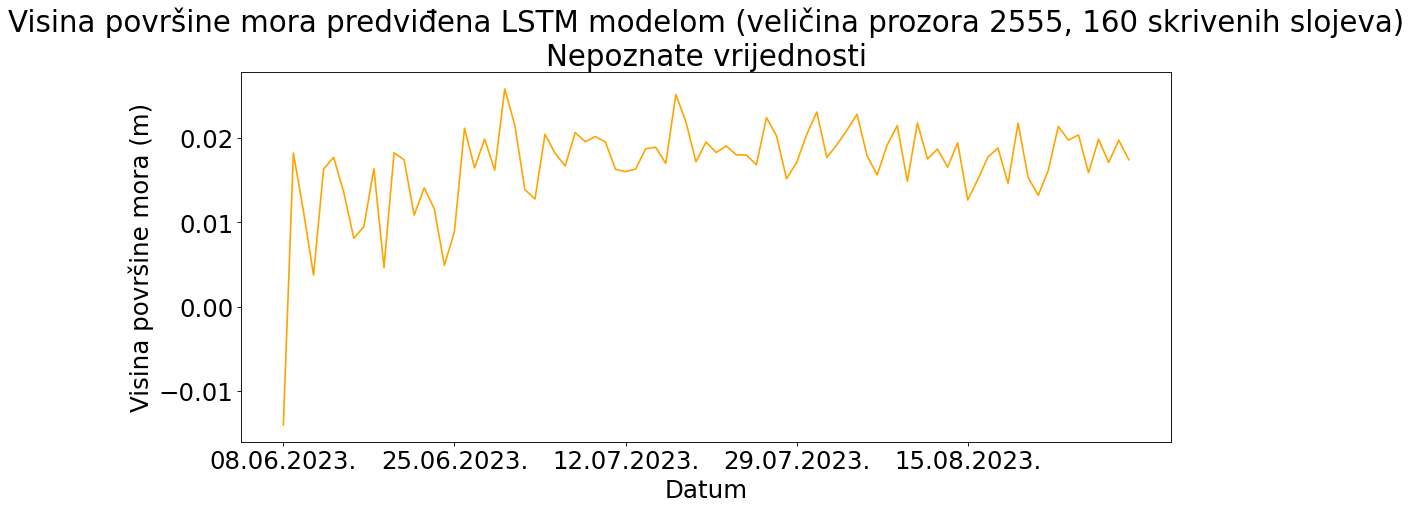 Visina površine mora predviđena LSTM modelom (veličina prozora 2555, 160 skrivenih slojeva)
Nepoznate vrijednosti
Visina površine mora (m)
0.02
0.01
0.00
−0.01
08.06.2023. 25.06.2023. 12.07.2023. 29.07.2023. 15.08.2023.
Datum